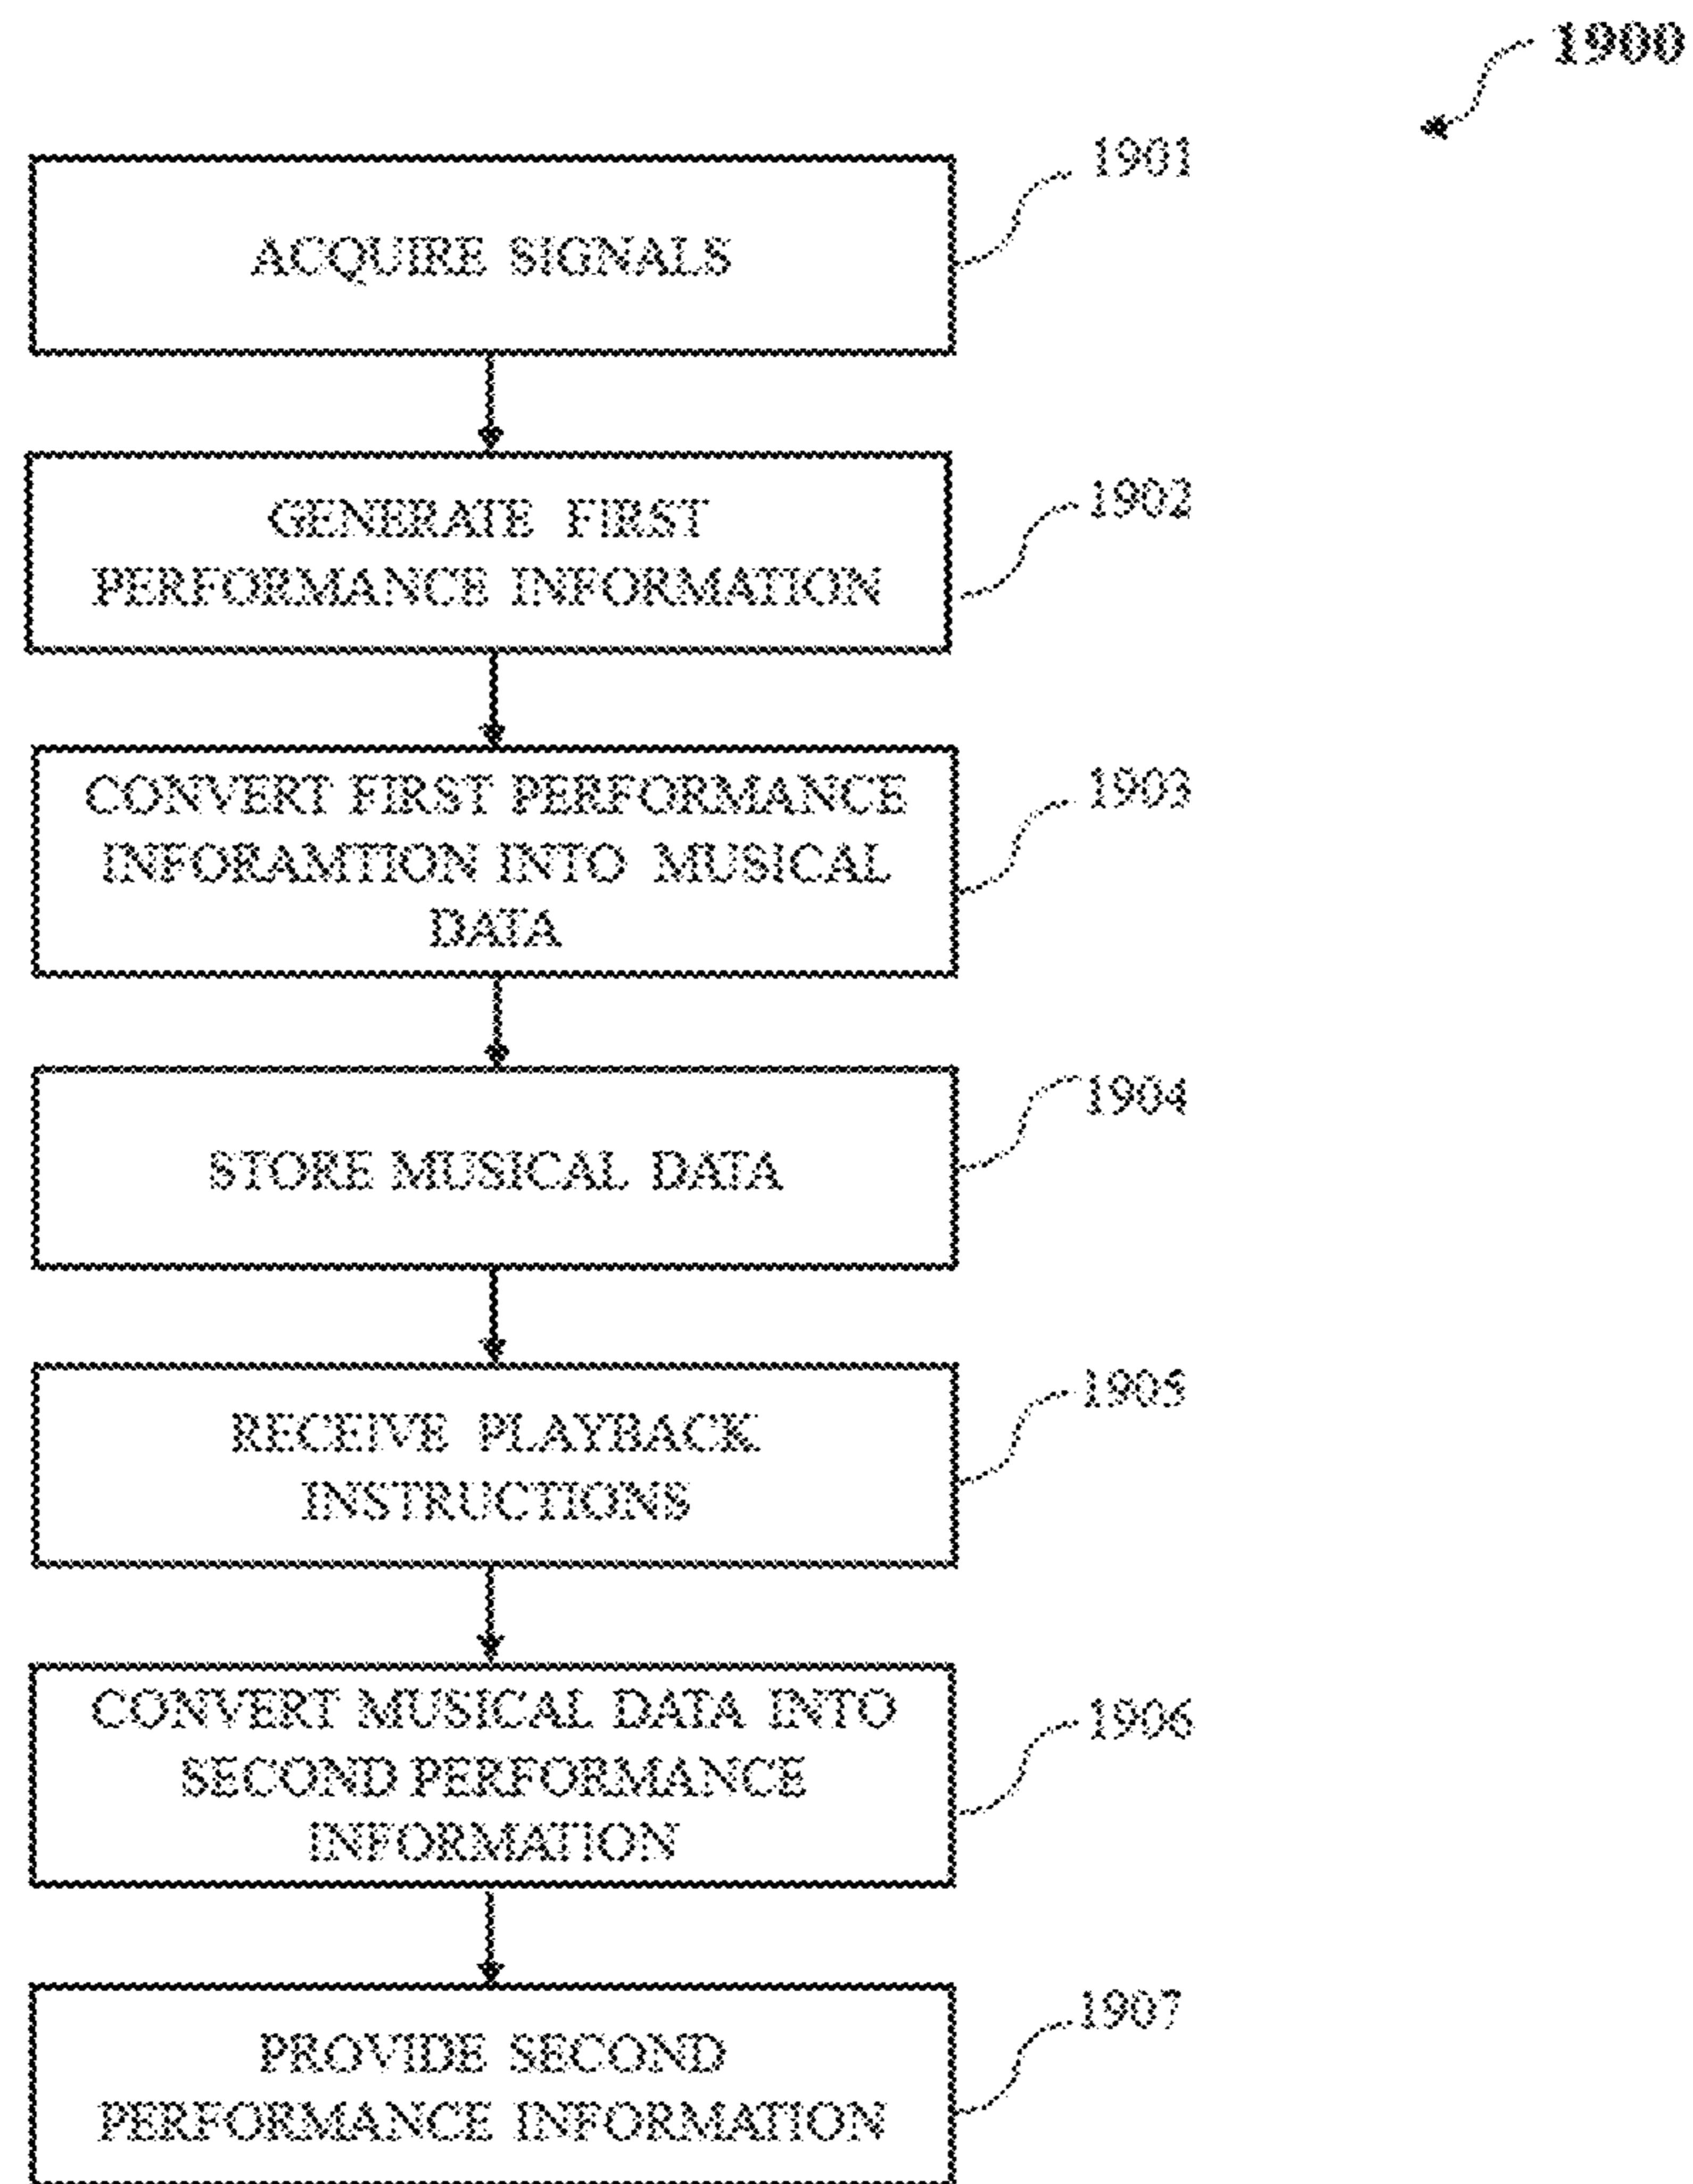 1900
1901
ACQUIRE SIGNALS
1902
GENERATE FIRST
PERFORMANCE INFORMATION
1903
CONVERT FIRST PERFORMANCE
INFORAMTION INTO MUSICAL
DATA
1904
STORE MUSICAL DATA
1905
RECEIVE PLAYBACK
INSTRUCTIONS
1906
CONVERT MUSICAL DATA INTO
SECOND PERFORMANCE
INFORMATION
1907
PROVIDE SECOND
PERFORMANCE INFORMATION